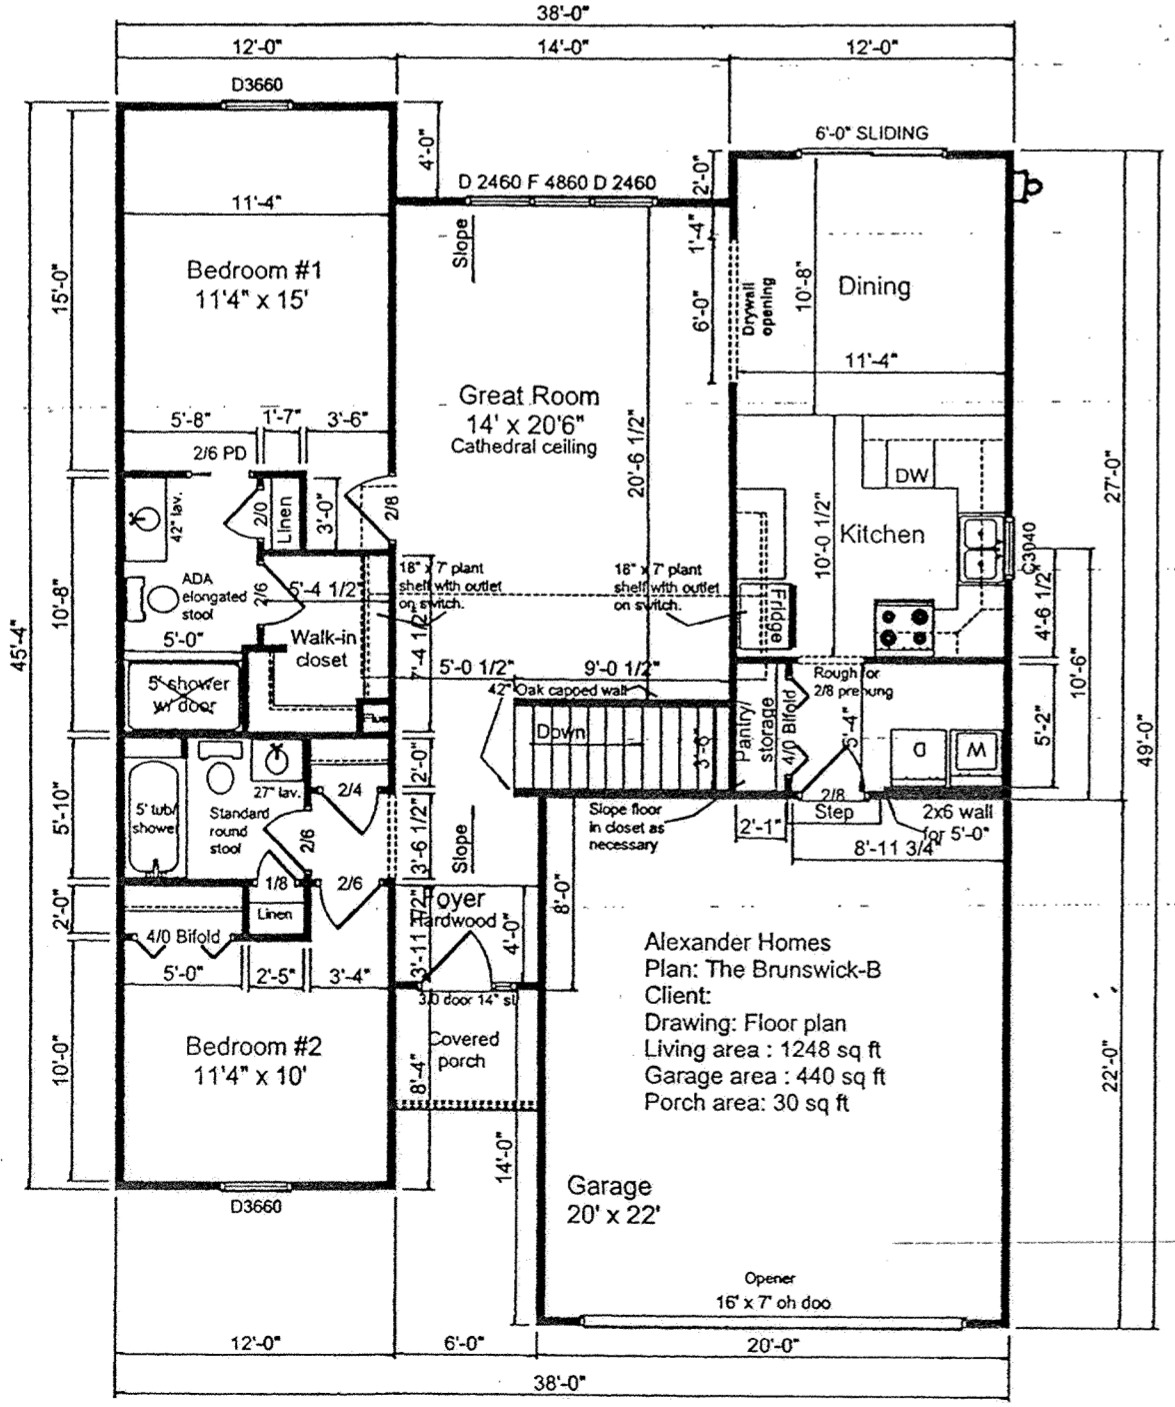 38'-0"
12'-0"
14'-0"
12'-0"
D3660
6'-0" SLIDING
4'-0"
2'-0"
D 2460 F 4860 D 2460
11'-4"
1'-4"
Slope
Bedroom #1
11'4" x 15'
15'-0"
6'-0"
Drywall
opening
10'-8"
Dining
11'-4"
Great Room
14' x 20'6"
Cathedral ceiling
20'-6 1/2"
27'-0"
5'-8"
1'-7"
3'-6"
2/6 PD
42" lav.
2/0
Linen
3'-0"
2/8
DW
Kitchen
10'-0 1/2"
C3040
ADA
elongated
stool
2/6
5'-4 1/2"
18" x 7' plant
shelf with outlet
on switch.
18" x 7' plant
shelf with outlet
on switch.
Fridge
4'-6 1/2"
10'-8"
45'-4"
5'-0"
Walk-in
closet
7'-4 1/2"
5'-0 1/2"
9'-0 1/2"
5' shower
w/ door
Flue
42" Oak capped wall
Rough for
2/8 prehung
10'-6"
5'-2"
49'-0"
Down
3'-6"
Pantry/
storage
4/0 Bifold
5'-4"
D
W
2'-0"
5'-10"
5' tub/
shower
27" lav.
2/4
Standard
round
stool
2/6
3'-6 1/2"
Slope
Slope floor
in closet as
necessary
2'-1"
2/8
Step
2x6 wall
for 5'-0"
8'-11 3/4"
1/8
2/6
2'-0"
Linen
4/0 Bifold
3'-11 1/2"
Foyer
Hardwood
4'-0"
8'-0"
5'-0"
2'-5"
3'-4"
3,0 door 14" sl
Alexander Homes
Plan: The Brunswick-B
Client:
Drawing: Floor plan
Living area : 1248 sq ft
Garage area : 440 sq ft
Porch area: 30 sq ft
Bedroom #2
11'4" x 10'
10'-0"
Covered
porch
8'-4"
22'-0"
14'-0"
Garage
20' x 22'
D3660
Opener
16' x 7' oh doo
12'-0"
6'-0"
20'-0"
38'-0"